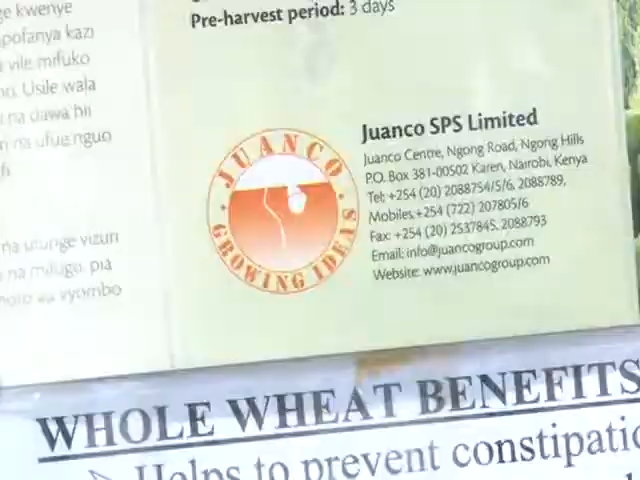 ge kwenye
pofanya kazi
vile mifuko
Usile wala
na dawa hii
na ufue nguo
na utunge vizuri
na mifugo, pia
vyombo
Pre-harvest period: 3 days
JUANCO
GROWING IDEAS
Juanco SPS Limited
Juanco Centre, Ngong Road, Ngong Hills
P.O. Box 381-00502 Karen, Nairobi, Kenya
Tel: +254 (20) 2088754/5/6, 2088789,
Mobiles.+254 (722) 207805/6
Fax: +254 (20) 2537845, 2088793
Email: info@juancogroup.com
Website: www.juancogroup.com
WHOLE WHEAT BENEFITS
Helps to prevent constipatio